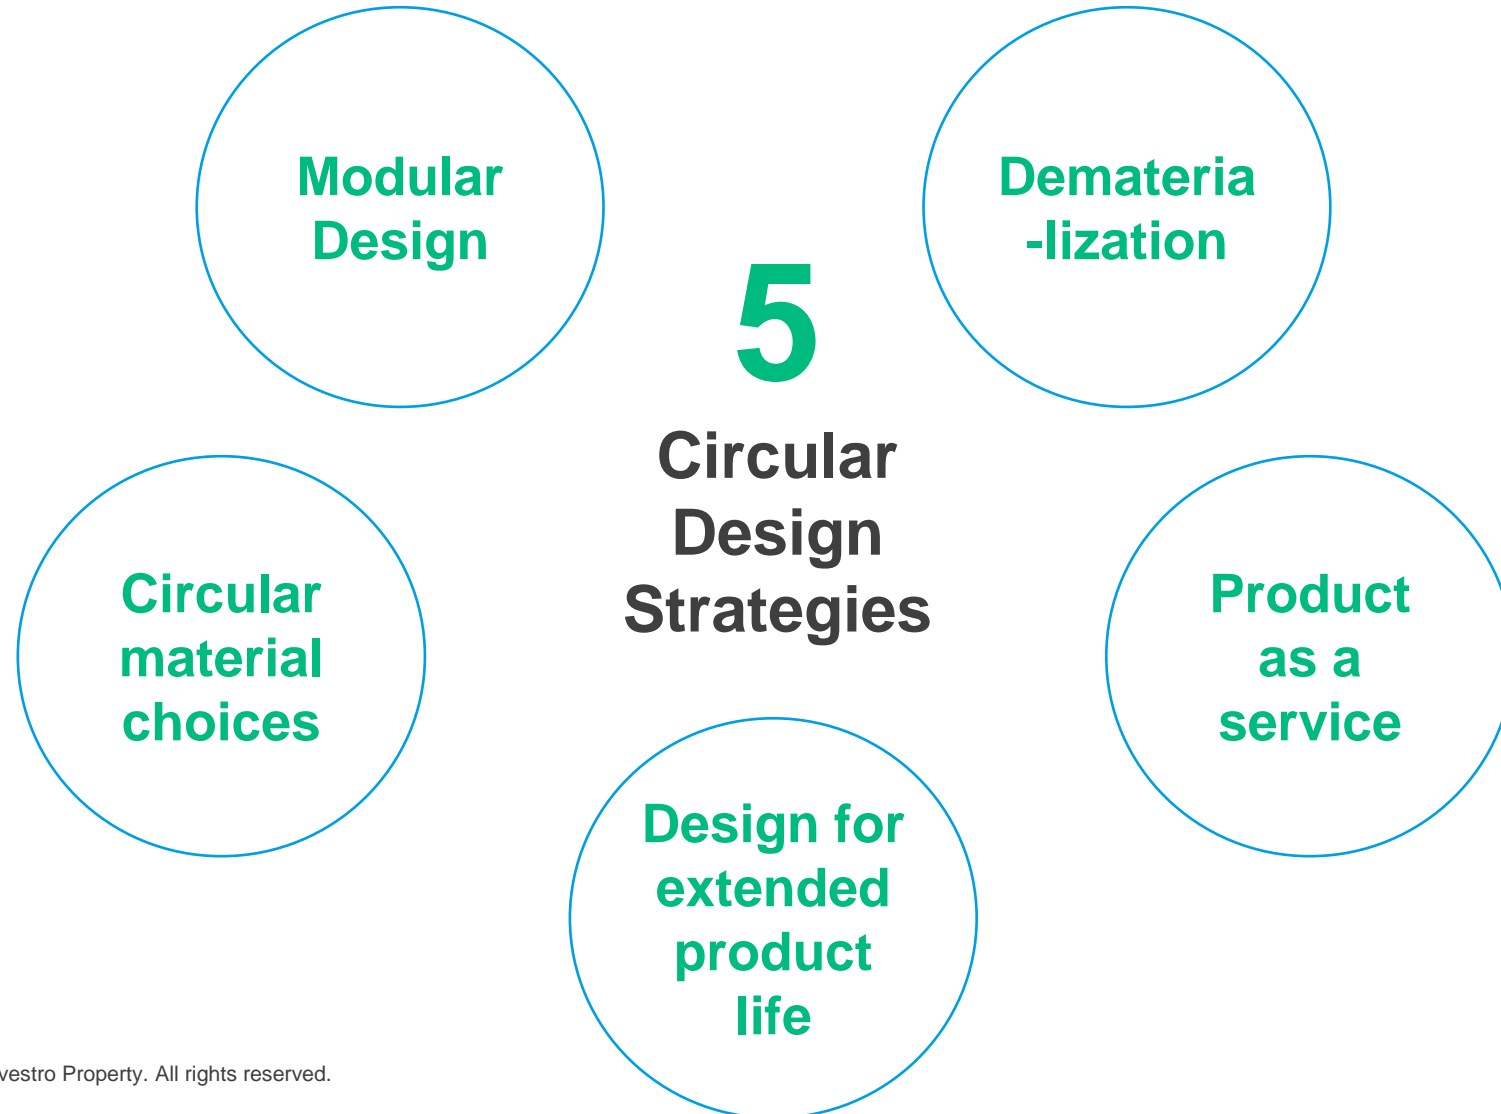 Modular
Design
Demateria
-lization
5
Circular
Design
Strategies
Circular
material
choices
Product
as a
service
Design for
extended
product
life
vestro Property. All rights reserved.